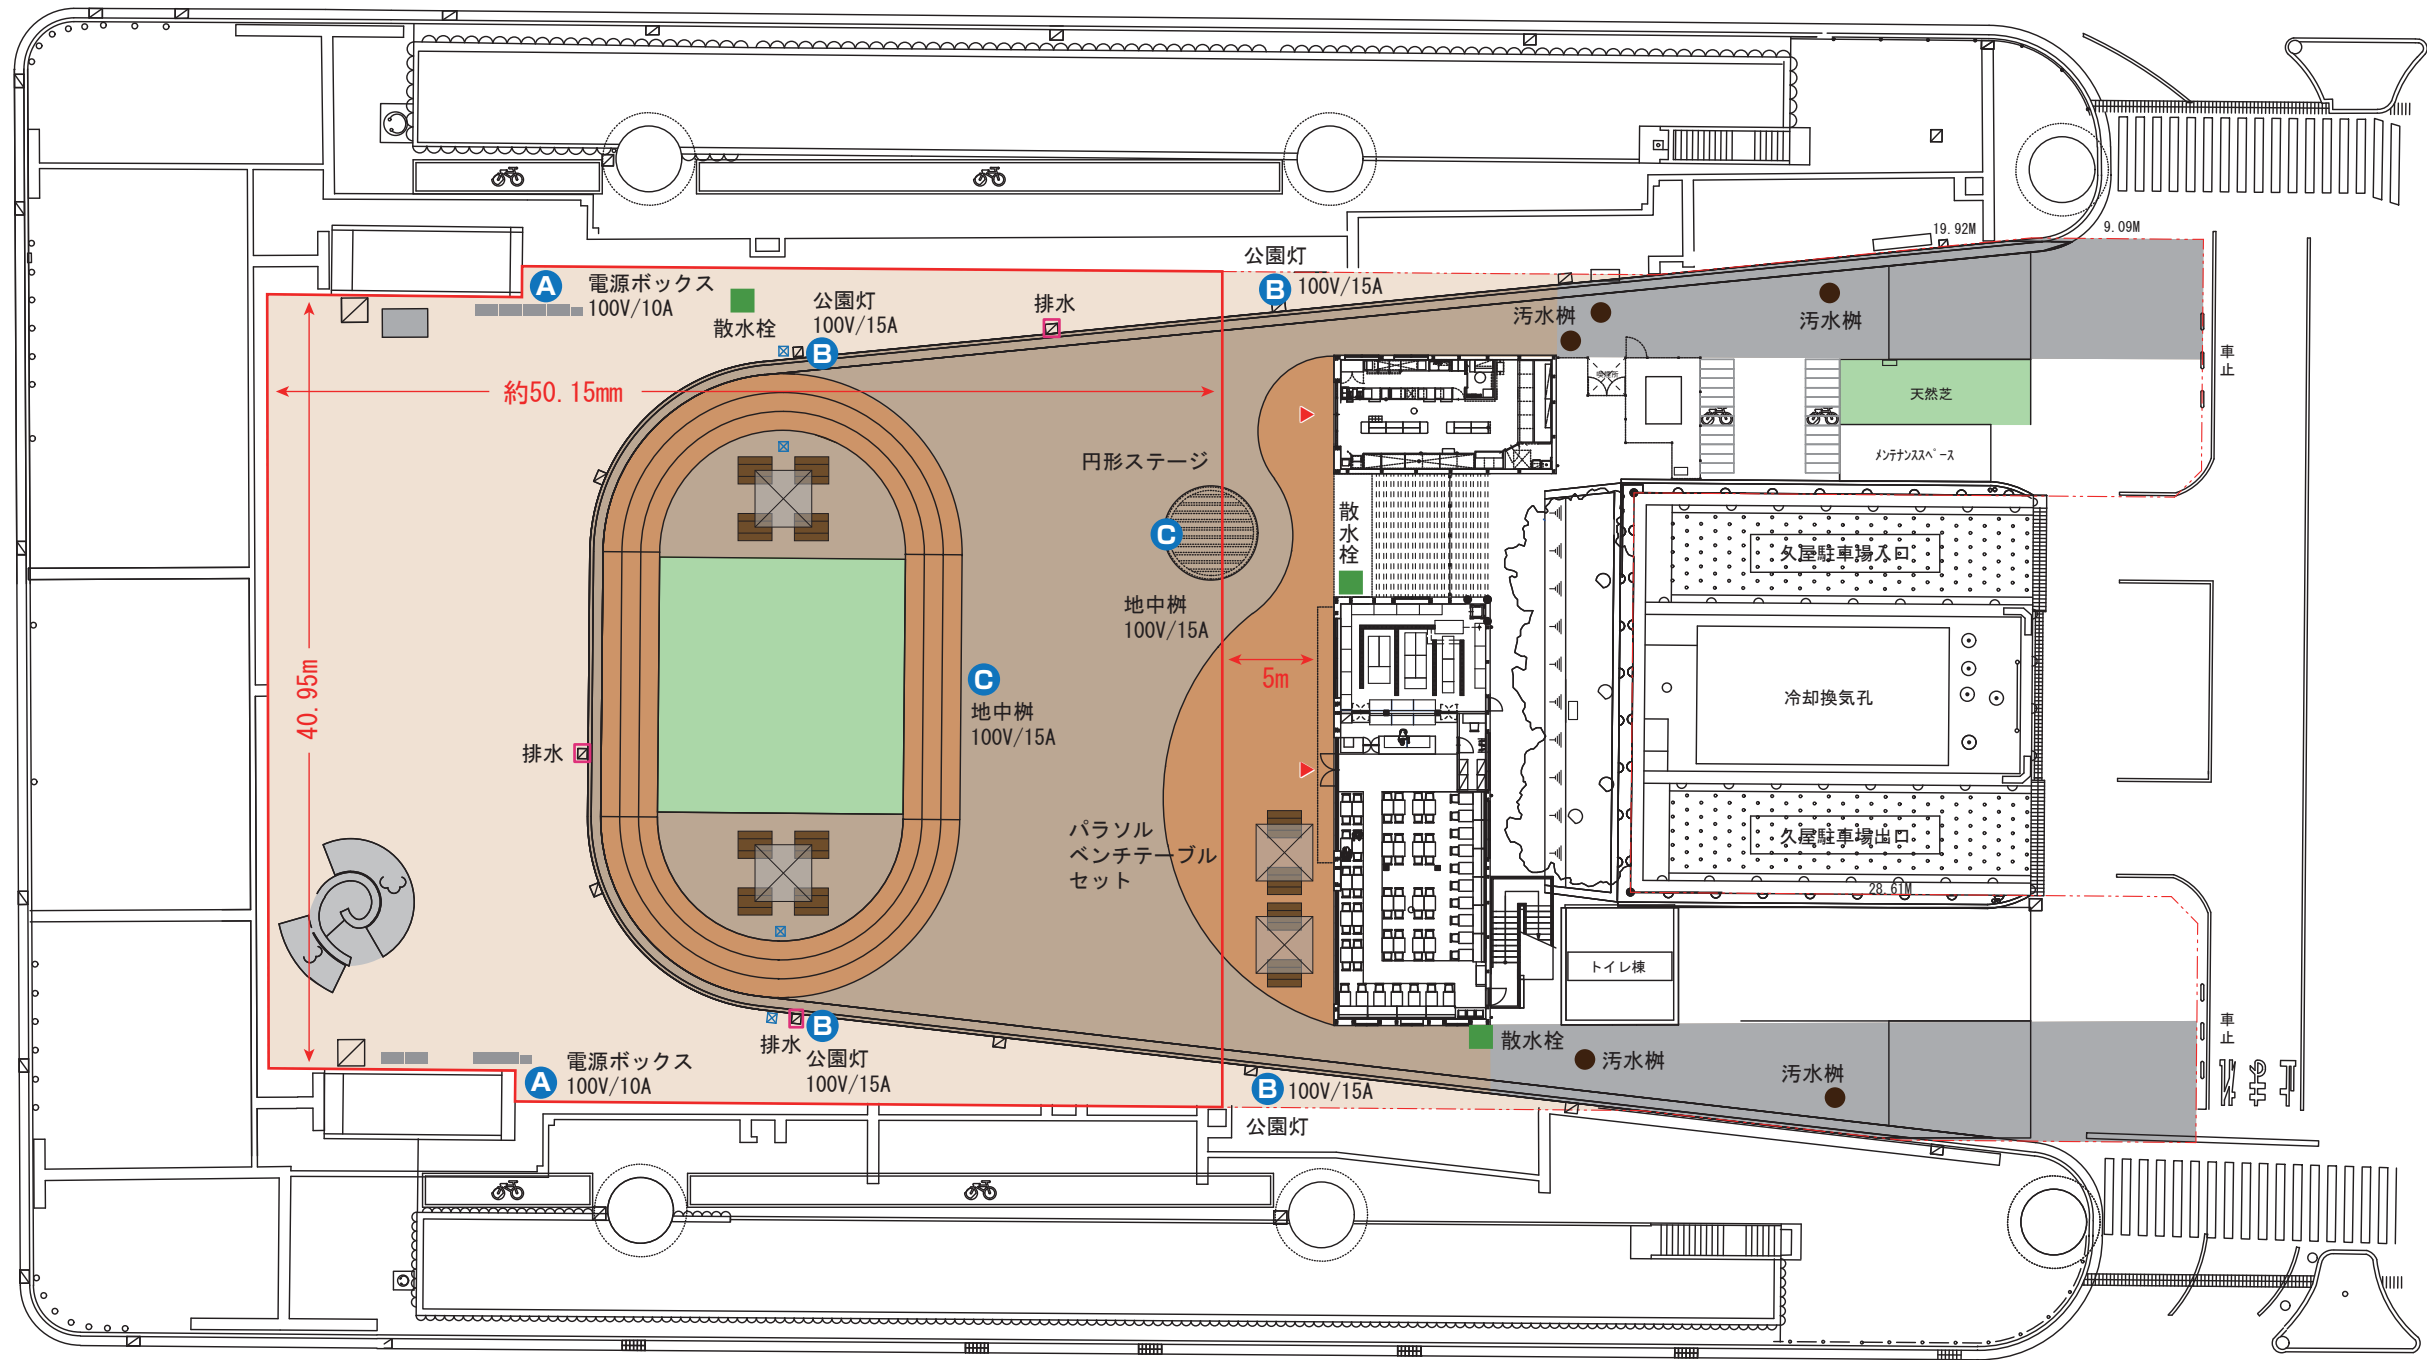 19.92M
9.09M
公園灯
B 100V/15A
A 電源ボックス
100V/10A
散水栓
公園灯
100V/15A
B
排水
汚水桝
汚水桝
車止
約50.15mm
天然芝
メンテナンススペース
円形ステージ
C
散水栓
久屋駐車場入口
地中桝
100V/15A
40.95m
5m
C
地中桝
100V/15A
冷却換気孔
排水
パラソル
ベンチテーブル
セット
久屋駐車場出口
28.61M
トイレ棟
排水
B
公園灯
100V/15A
散水栓
汚水桝
汚水桝
車止
電源ボックス
A 100V/10A
B 100V/15A
公園灯